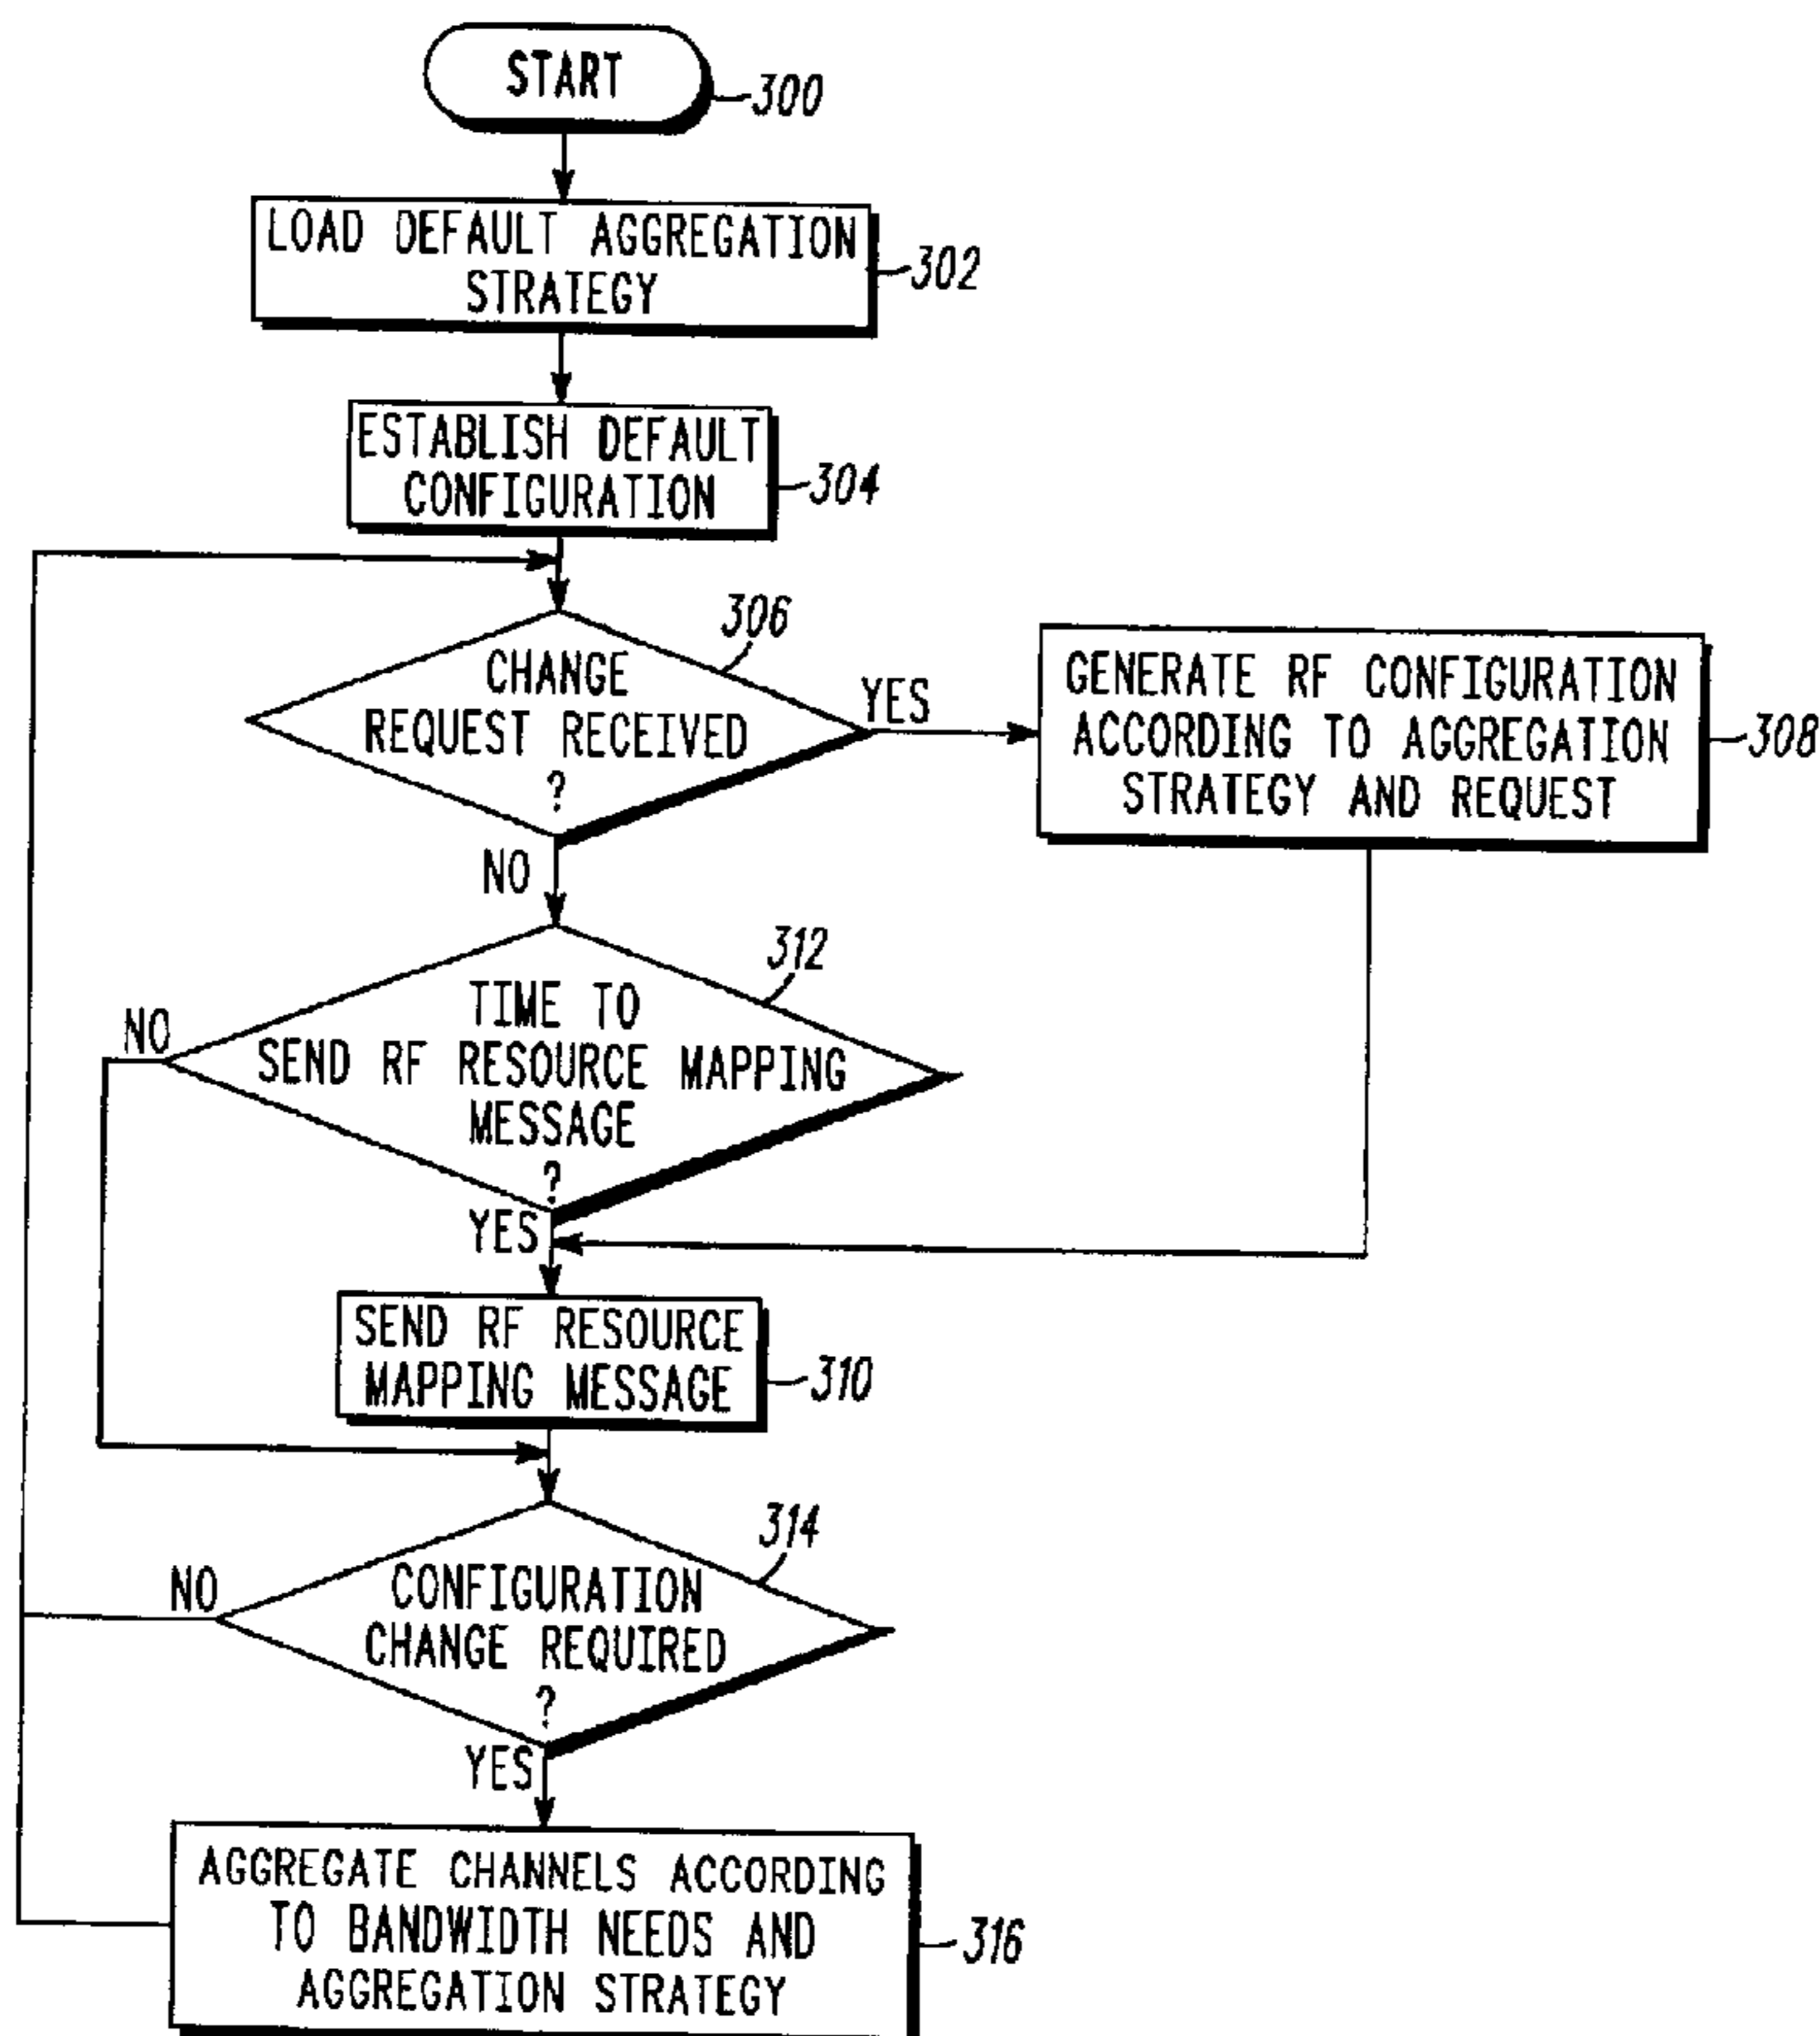 START
300
LOAD DEFAULT AGGREGATION
STRATEGY
302
ESTABLISH DEFAULT
CONFIGURATION
304
306
CHANGE
REQUEST RECEIVED
?
YES
NO
GENERATE RF CONFIGURATION
ACCORDING TO AGGREGATION
STRATEGY AND REQUEST
308
312
TIME TO
SEND RF RESOURCE MAPPING
MESSAGE
?
NO
YES
SEND RF RESOURCE
MAPPING MESSAGE
310
314
CONFIGURATION
CHANGE REQUIRED
?
NO
YES
AGGREGATE CHANNELS ACCORDING
TO BANDWIDTH NEEDS AND
AGGREGATION STRATEGY
316